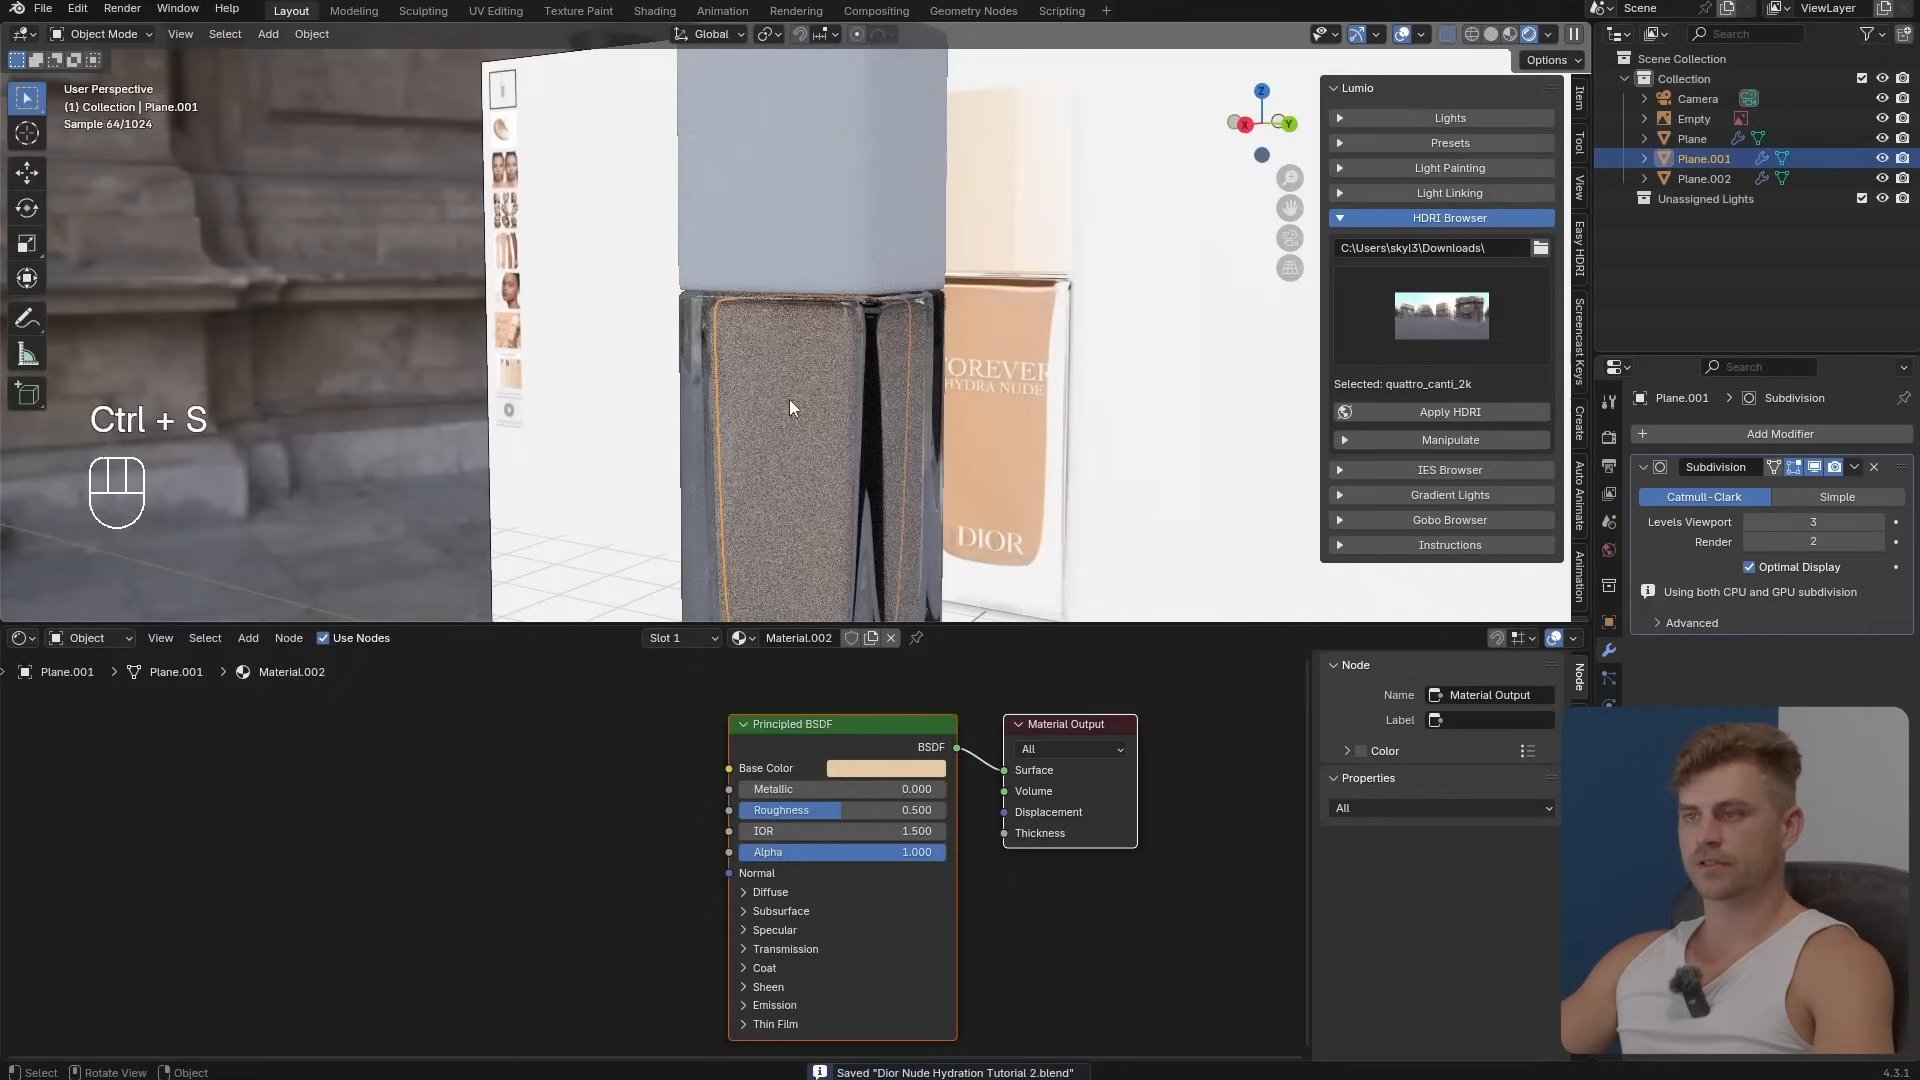 File Edit Render Window Help Layout Modeling Sculpting UV Editing Texture Paint Shading Animation Rendering Compositing Geometry Nodes Scripting + Scene ViewLayer
Object Mode View Select Add Object Global Search
Options
User Perspective
(1) Collection | Plane.001
Sample 64/1024
Z
X
Y
Ctrl + S
FOREVER
HYDRA NUDE
DIOR
Lumio
Lights
Presets
Light Painting
Light Linking
HDRI Browser
C:\Users\skyl3\Downloads\
Selected: quattro_canti_2k
Apply HDRI
Manipulate
IES Browser
Gradient Lights
Gobo Browser
Instructions
Item
Tool
View
Easy HDRI
Screencast Keys
Create
Auto Animate
Animation
Scene Collection
Collection
Camera
Empty
Plane
Plane.001
Plane.002
Unassigned Lights
Search
Plane.001 > Subdivision
+ Add Modifier
Subdivision
Catmull-Clark Simple
Levels Viewport 3
Render 2
Optimal Display
Using both CPU and GPU subdivision
Advanced
Object View Select Add Node Use Nodes Slot 1 Material.002
Plane.001 > Plane.001 > Material.002
Principled BSDF
BSDF
Base Color
Metallic 0.000
Roughness 0.500
IOR 1.500
Alpha 1.000
Normal
Diffuse
Subsurface
Specular
Transmission
Coat
Sheen
Emission
Thin Film
Material Output
All
Surface
Volume
Displacement
Thickness
Node
Name Material Output
Label
Color
Properties
All
Node
Select Rotate View Object Saved "Dior Nude Hydration Tutorial 2.blend" 4.3.1